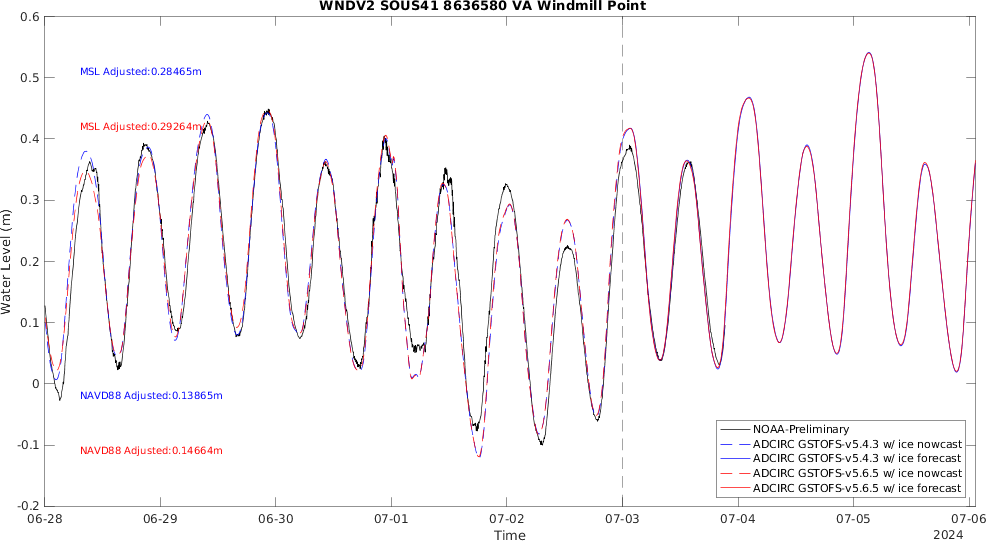 WNDV2 SOUS41 8636580 VA Windmill Point
0.6
0.5
0.4
0.3
0.2
0.1
0
-0.1
-0.2
Water Level (m)
MSL Adjusted:0.28465m
MSL Adjusted:0.29264m
NAVD88 Adjusted:0.13865m
NAVD88 Adjusted:0.14664m
NOAA-Preliminary
ADCIRC GSTOFS-v5.4.3 w/ ice nowcast
ADCIRC GSTOFS-v5.4.3 w/ ice forecast
ADCIRC GSTOFS-v5.6.5 w/ ice nowcast
ADCIRC GSTOFS-v5.6.5 w/ ice forecast
06-28 06-29 06-30 07-01 07-02 07-03 07-04 07-05 07-06
Time
2024